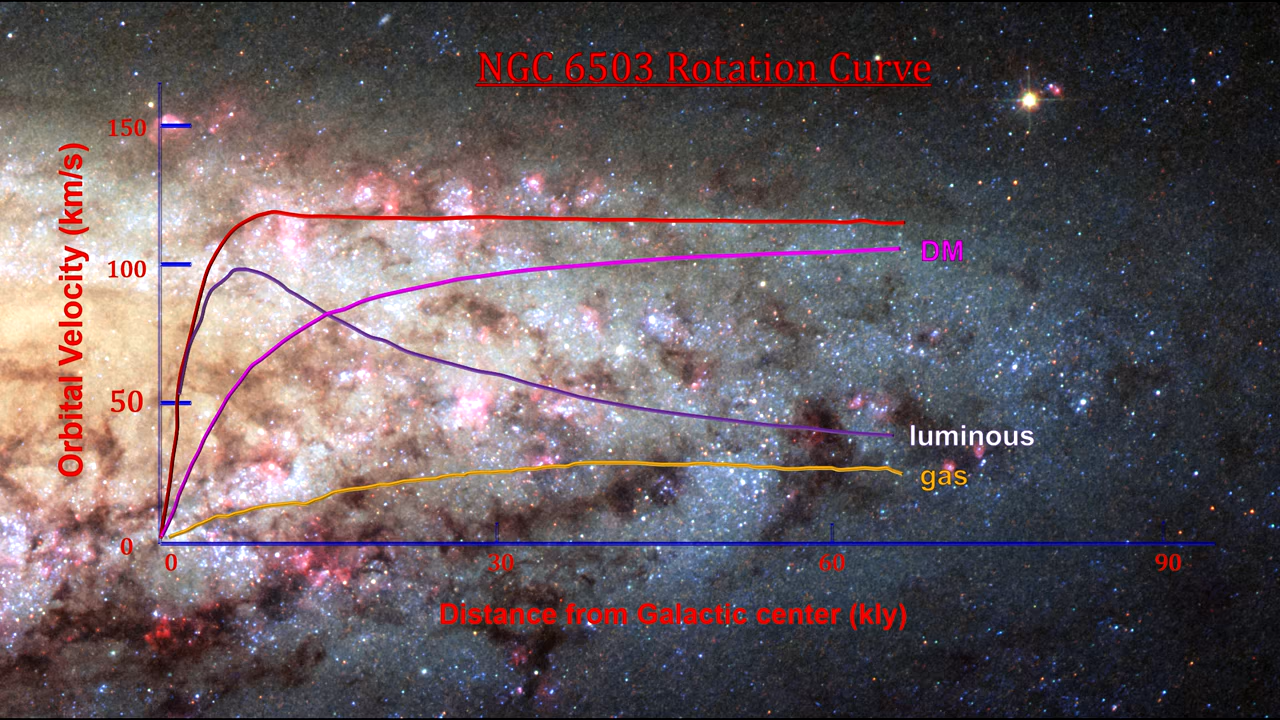 NGC 6503 Rotation Curve
150
100
50
0
Orbital Velocity (km/s)
DM
luminous
gas
0 30 60 90
Distance from Galactic center (kly)